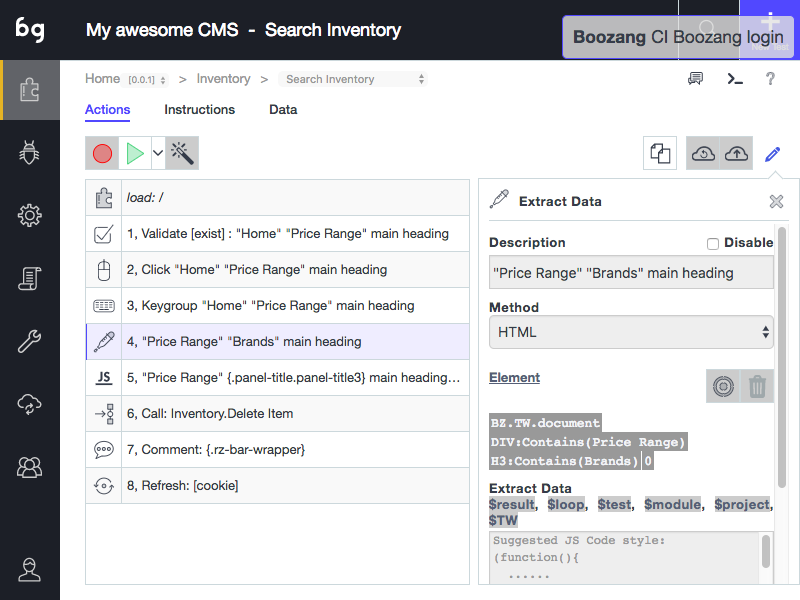 bg
My awesome CMS - Search Inventory
Boozang CI Boozang login
Home [0.0.1] > Inventory > Search Inventory
?
Actions Instructions Data
load: /
1, Validate [exist] : "Home" "Price Range" main heading
2, Click "Home" "Price Range" main heading
3, Keygroup "Home" "Price Range" main heading
4, "Price Range" "Brands" main heading
JS 5, "Price Range" {.panel-title.panel-title3} main heading...
6, Call: Inventory.Delete Item
7, Comment: {.rz-bar-wrapper}
8, Refresh: [cookie]
Extract Data
Description Disable
"Price Range" "Brands" main heading
Method
HTML
Element
BZ.TW.document
DIV:Contains(Price Range)
H3:Contains(Brands) 0
Extract Data
$result, $loop, $test, $module, $project,
$TW
Suggested JS Code style:
(function(){
......